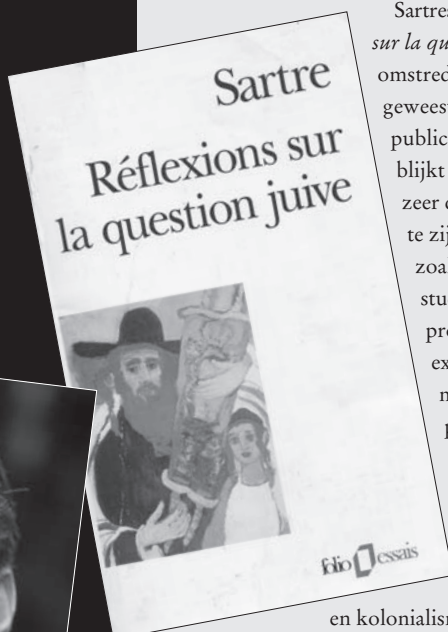 Sartre
Réflexions sur
la question juive
folio essais
Sartres
sur la qu
omstred
geweest
public
blijkt
zeer
te zij
zoa
stu
pr
ex
en kolonialis